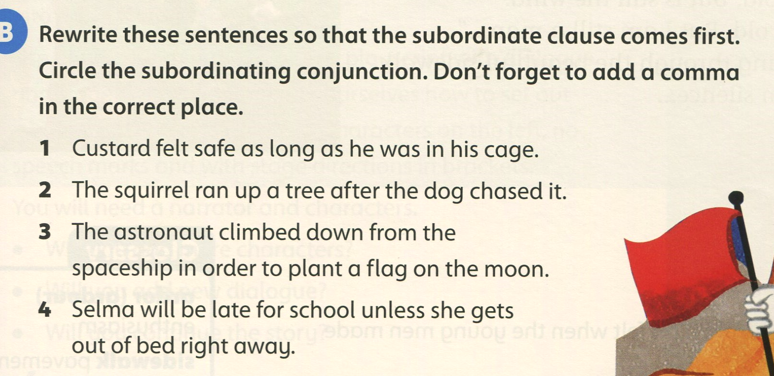 B Rewrite these sentences so that the subordinate clause comes first.
Circle the subordinating conjunction. Don't forget to add a comma
in the correct place.
1 Custard felt safe as long as he was in his cage.
2 The squirrel ran up a tree after the dog chased it.
3 The astronaut climbed down from the
spaceship in order to plant a flag on the moon.
4 Selma will be late for school unless she gets
out of bed right away.